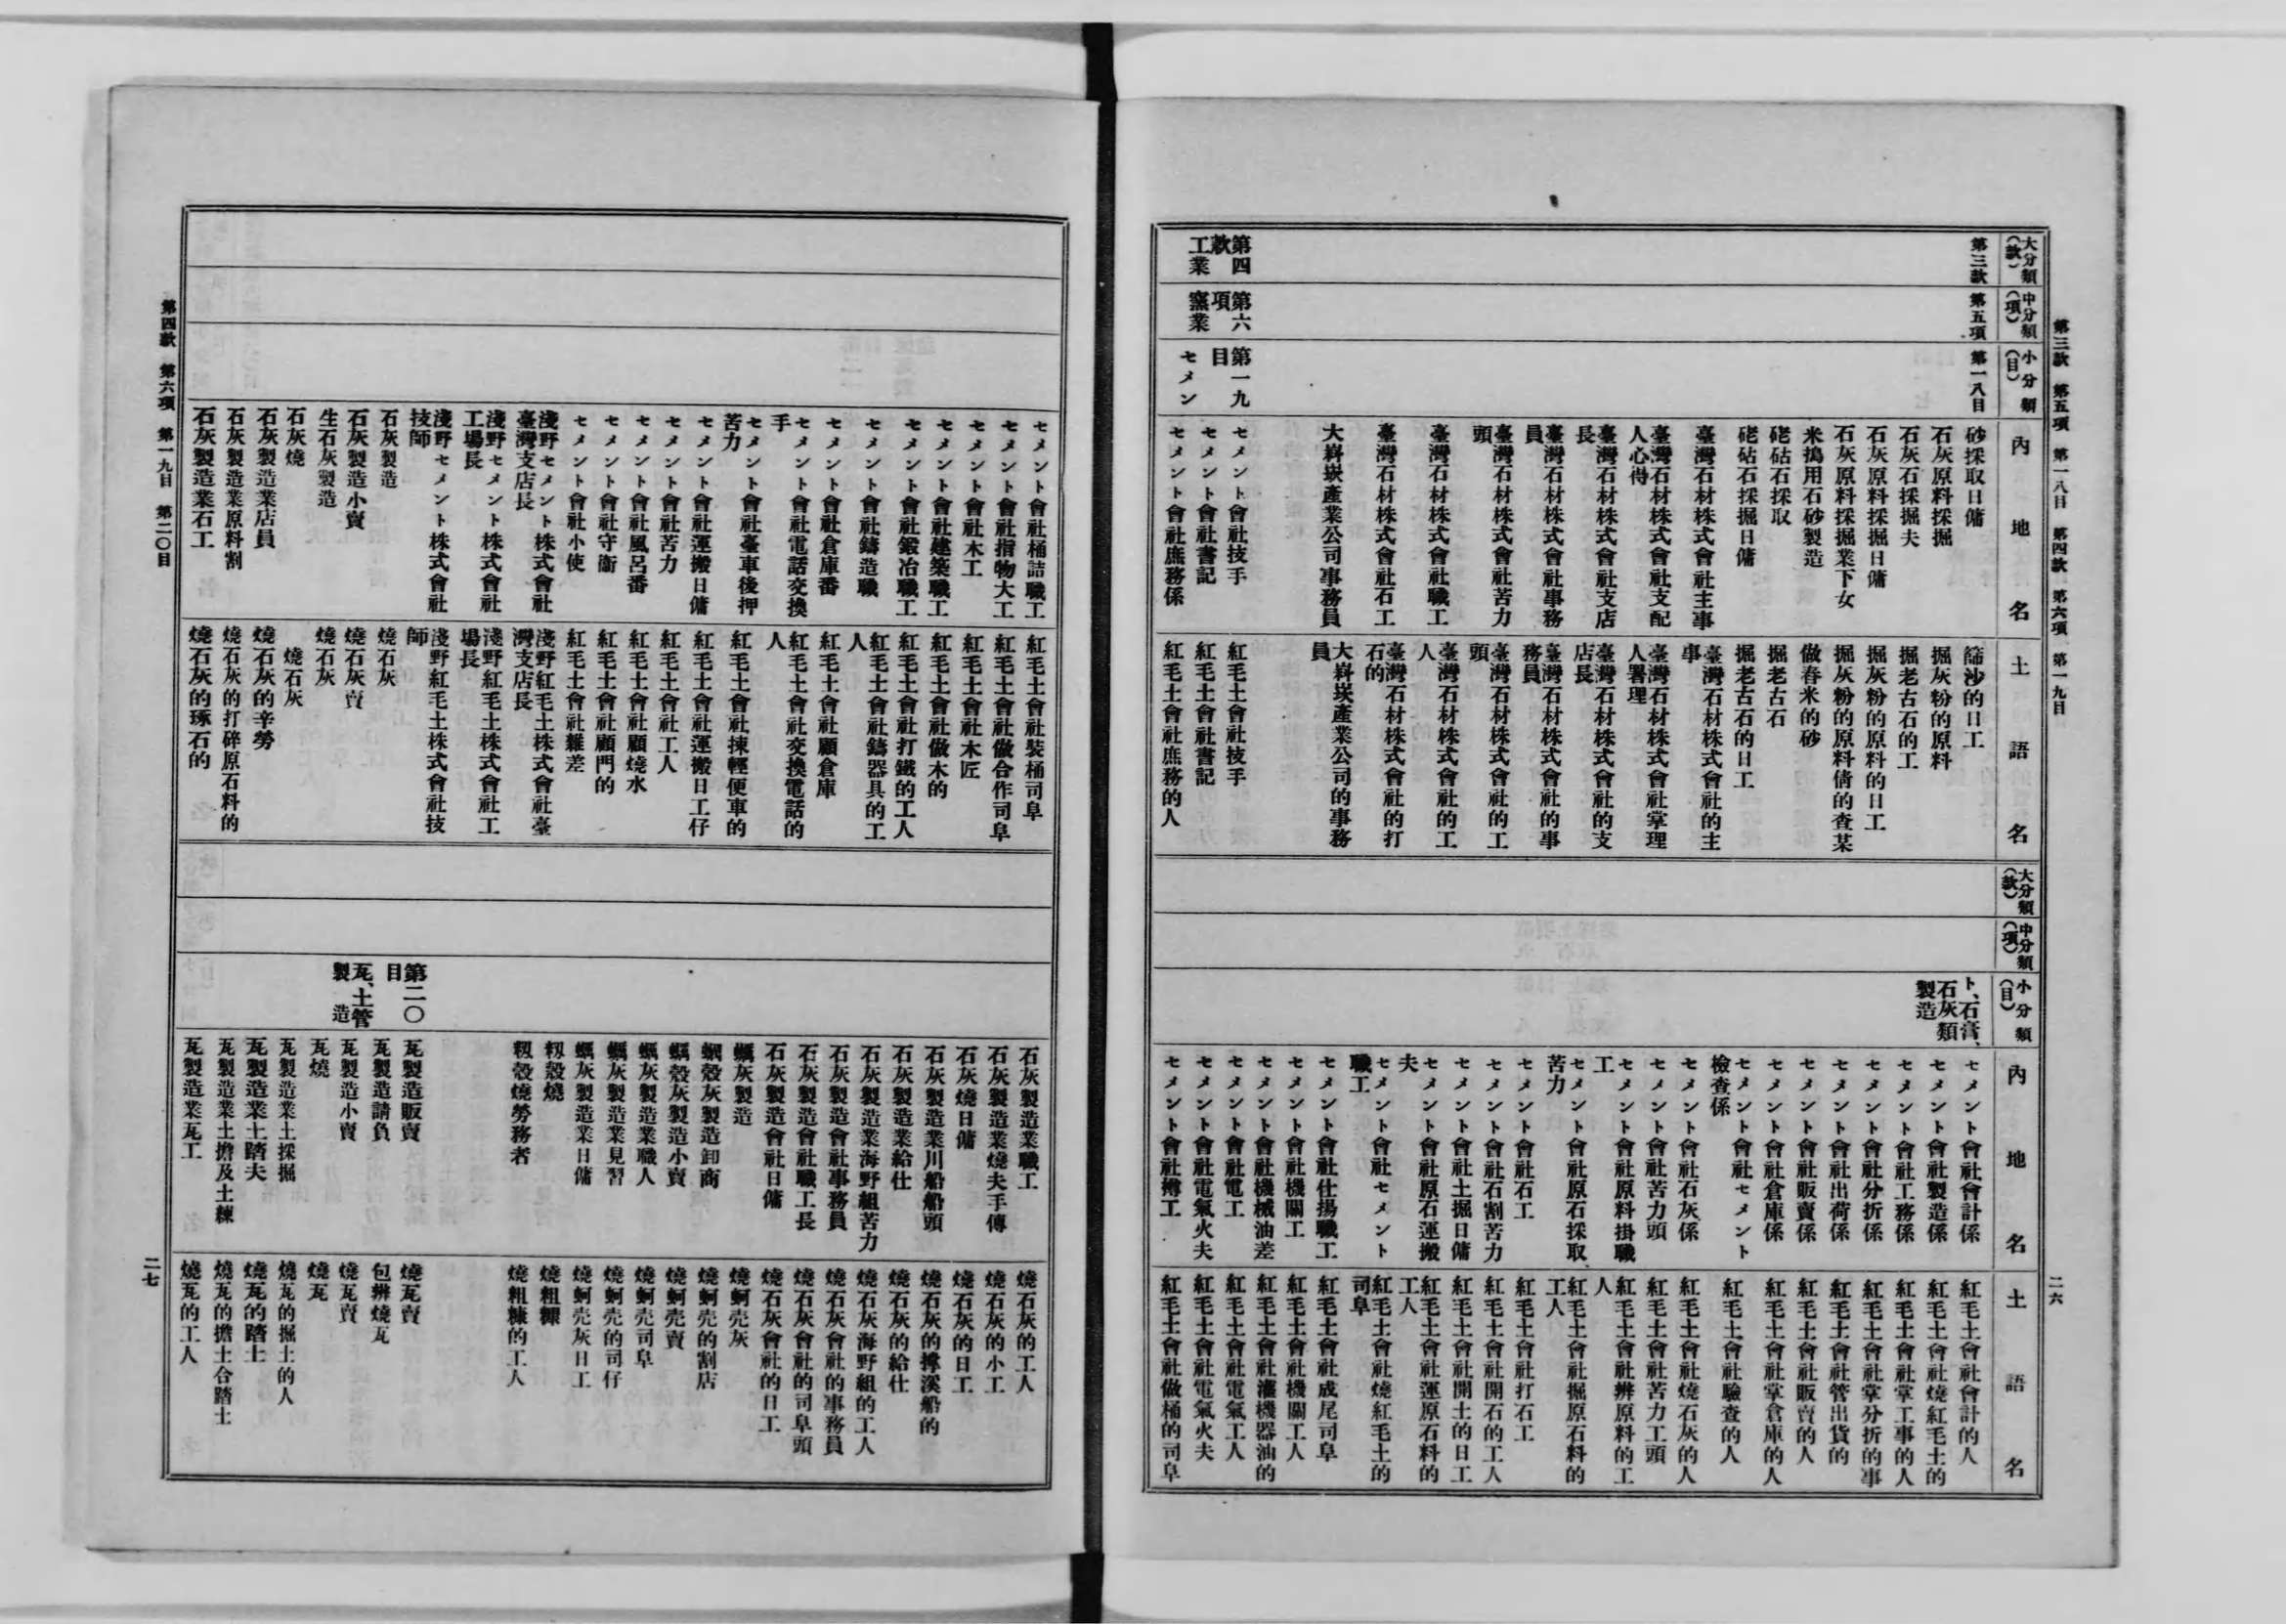 第三款　第五項　第一八目　第四款　第六項　第一九目
二六
大分類（款）
中分類（項）
小分類（目）
內地名
土語名
第三款
第五項
第一八目
砂採取日傭
篩沙的日工
石灰原料採掘
掘灰粉的原料
石灰石採掘夫
掘老古石的工
石灰原料採掘日傭
掘灰粉的原料的日工
石灰原料採掘業下女
掘灰粉的原料倩的查某
米搗用石砂製造
做舂米的砂
硓𥑮石採取
掘老古石
硓𥑮石採掘日傭
掘老古石的日工
臺灣石材株式會社主事
臺灣石材株式會社的主事
臺灣石材株式會社支配人心得
臺灣石材株式會社掌理人署理
臺灣石材株式會社支店長
臺灣石材株式會社的支店長
臺灣石材株式會社事務員
臺灣石材株式會社的事務員
臺灣石材株式會社苦力頭
臺灣石材株式會社的工頭
臺灣石材株式會社職工
臺灣石材株式會社的工人
臺灣石材株式會社石工
臺灣石材株式會社的打石的
大嵙崁產業公司事務員
大嵙崁產業公司的事務員
第四款　工業
第六項　窯業
第一九目　セメン
セメント會社技手
紅毛土會社技手
セメント會社書記
紅毛土會社書記
セメント會社庶務係
紅毛土會社庶務的人
大分類（款）
中分類（項）
小分類（目）
內地名
土語名
ト、石膏、石灰類製造
セメント會社會計係
紅毛土會社會計的人
セメント會社製造係
紅毛土會社燒紅毛土的
セメント會社工務係
紅毛土會社掌工事的人
セメント會社分折係
紅毛土會社掌分折的事
セメント會社出荷係
紅毛土會社管出貨的
セメント會社販賣係
紅毛土會社販賣的人
セメント會社倉庫係
紅毛土會社掌倉庫的人
セメント會社セメント檢查係
紅毛土會社驗查的人
セメント會社石灰係
紅毛土會社燒石灰的人
セメント會社苦力頭
紅毛土會社苦力工頭
セメント會社原料掛職工
紅毛土會社辨原料的工人
セメント會社原石採取苦力
紅毛土會社掘原石料的工人
セメント會社石工
紅毛土會社打石工
セメント會社石割苦力
紅毛土會社開石的工人
セメント會社土掘日傭
紅毛土會社開土的日工
セメント會社原石運搬夫
紅毛土會社運原石料的工人
セメント會社セメント職工
紅毛土會社燒紅毛土的司阜
セメント會社仕揚職工
紅毛土會社成尾司阜
セメント會社機關工
紅毛土會社機關工人
セメント會社機械油差
紅毛土會社灌機器油的
セメント會社電工
紅毛土會社電氣工人
セメント會社電氣火夫
紅毛土會社電氣火夫
セメント會社樽工
紅毛土會社做桶的司阜
セメント會社桶詰職工
紅毛土會社裝桶司阜
セメント會社指物大工
紅毛土會社做合作司阜
セメント會社木工
紅毛土會社木匠
セメント會社建築職工
紅毛土會社做木的
セメント會社鍛冶職工
紅毛土會社打鐵的工人
セメント會社鑄造職
紅毛土會社鑄器具的工人
セメント會社倉庫番
紅毛土會社顧倉庫
セメント會社電話交換手
紅毛土會社交換電話的人
セメント會社臺車後押苦力
紅毛土會社揀輕便車的
セメント會社運搬日傭
紅毛土會社運搬日工仔
セメント會社苦力
紅毛土會社工人
セメント會社風呂番
紅毛土會社顧燒水
セメント會社守衞
紅毛土會社顧門的
セメント會社小使
紅毛土會社雜差
淺野セメント株式會社臺灣支店長
淺野紅毛土株式會社臺灣支店長
淺野セメント株式會社工場長
淺野紅毛土株式會社工場長
淺野セメント株式會社技師
淺野紅毛土株式會社技師
石灰製造
燒石灰
石灰製造小賣
燒石灰賣
生石灰製造
燒石灰
石灰燒
燒石灰
石灰製造業店員
燒石灰的辛勞
石灰製造業原料割
燒石灰的打碎原石料的
石灰製造業石工
燒石灰的琢石的
石灰製造業職工
燒石灰的工人
石灰製造業燒夫手傳
燒石灰的小工
石灰燒日傭
燒石灰的日工
石灰製造業川船船頭
燒石灰的撐溪船的
石灰製造業給仕
燒石灰的給仕
石灰製造業海野組苦力
燒石灰海野組的工人
石灰製造會社事務員
燒石灰會社的事務員
石灰製造會社職工長
燒石灰會社的司阜頭
石灰製造會社日傭
燒石灰會社的日工
蠣灰製造
燒蚵壳灰
蠣殼灰製造卸商
燒蚵壳的割店
蠣殼灰製造小賣
燒蚵壳賣
蠣灰製造業職人
燒蚵壳司阜
蠣灰製造業見習
燒蚵壳的司仔
蠣灰製造業日傭
燒蚵壳灰日工
籾殼燒
燒粗糠
籾殼燒勞務者
燒粗糠的工人
第二〇目　瓦、土管製造
瓦製造販賣
燒瓦賣
瓦製造請負
包辨燒瓦
瓦製造小賣
燒瓦賣
瓦燒
燒瓦
瓦製造業土採掘
燒瓦的掘土的人
瓦製造業土踏夫
燒瓦的踏土
瓦製造業土擔及土練
燒瓦的擔土合踏土
瓦製造業瓦工
燒瓦的工人
第四款　第六項　第一九目　第二〇目
二七